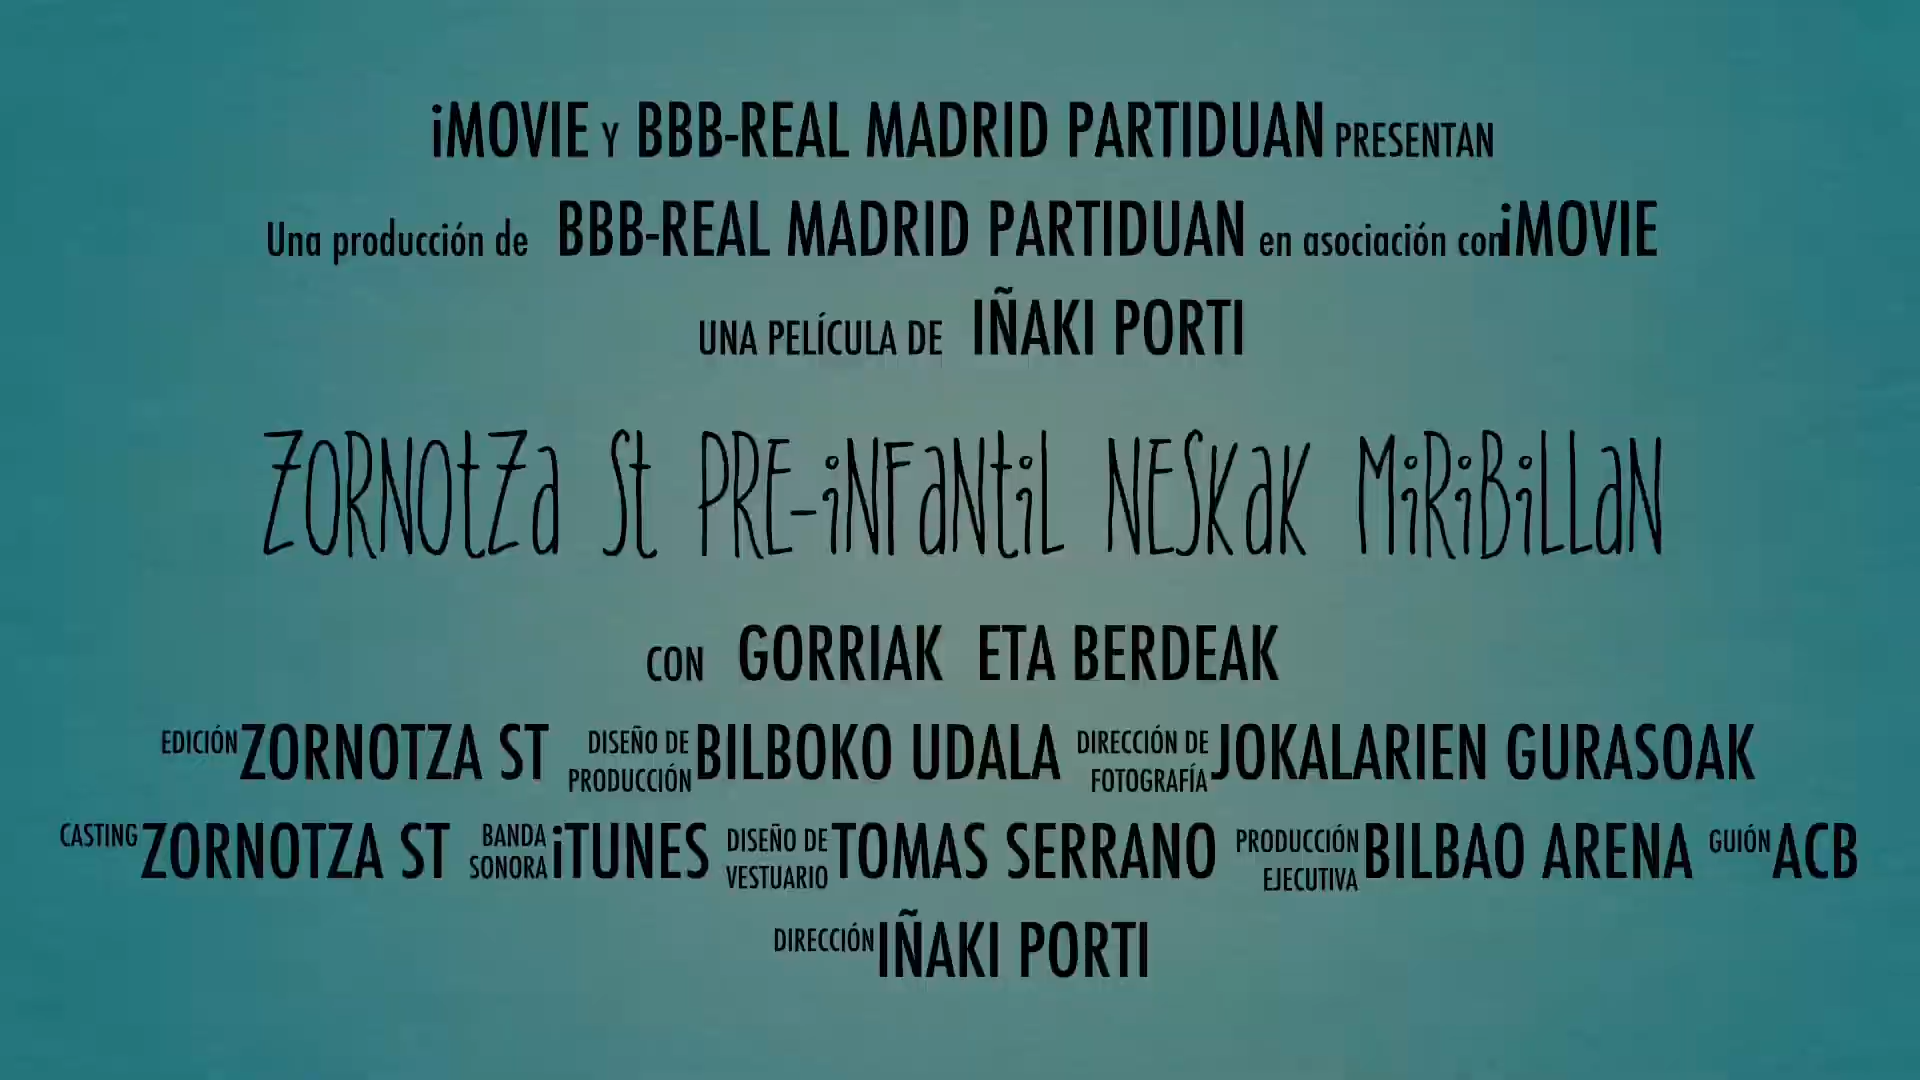 iMOVIE Y BBB-REAL MADRID PARTIDUAN PRESENTAN
Una producción de BBB-REAL MADRID PARTIDUAN en asociación con iMOVIE
UNA PELÍCULA DE IÑAKI PORTI
ZORNOtZa St PRE-iNFaNtiL NESKaK MiRiBiLLaN
CON GORRIAK ETA BERDEAK
EDICIÓN ZORNOTZA ST DISEÑO DE PRODUCCIÓN BILBOKO UDALA DIRECCIÓN DE FOTOGRAFÍA JOKALARIEN GURASOAK
CASTING ZORNOTZA ST BANDA SONORA iTUNES DISEÑO DE VESTUARIO TOMAS SERRANO PRODUCCIÓN EJECUTIVA BILBAO ARENA GUIÓN ACB
DIRECCIÓN IÑAKI PORTI